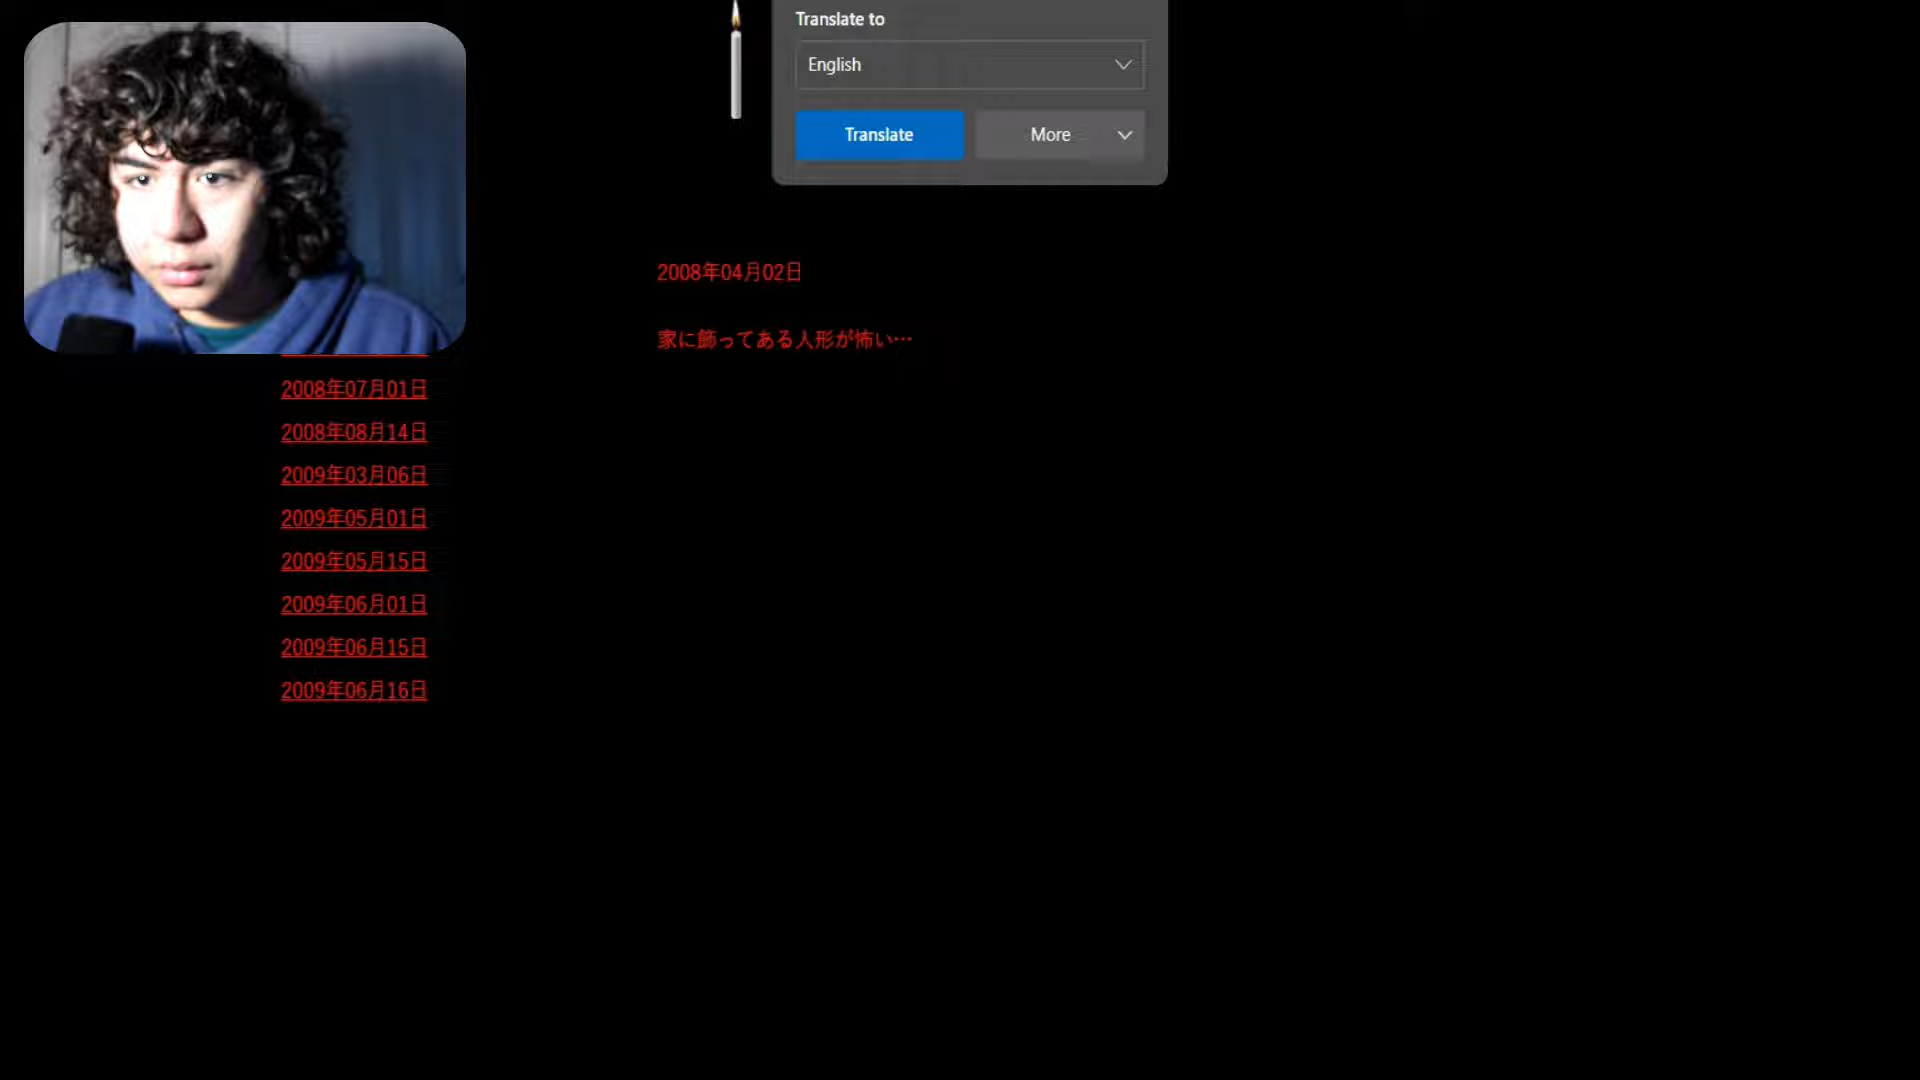 Translate to
English
Translate
More
2008年04月02日
家に飾ってある人形が怖い…
2008年07月01日
2008年08月14日
2009年03月06日
2009年05月01日
2009年05月15日
2009年06月01日
2009年06月15日
2009年06月16日